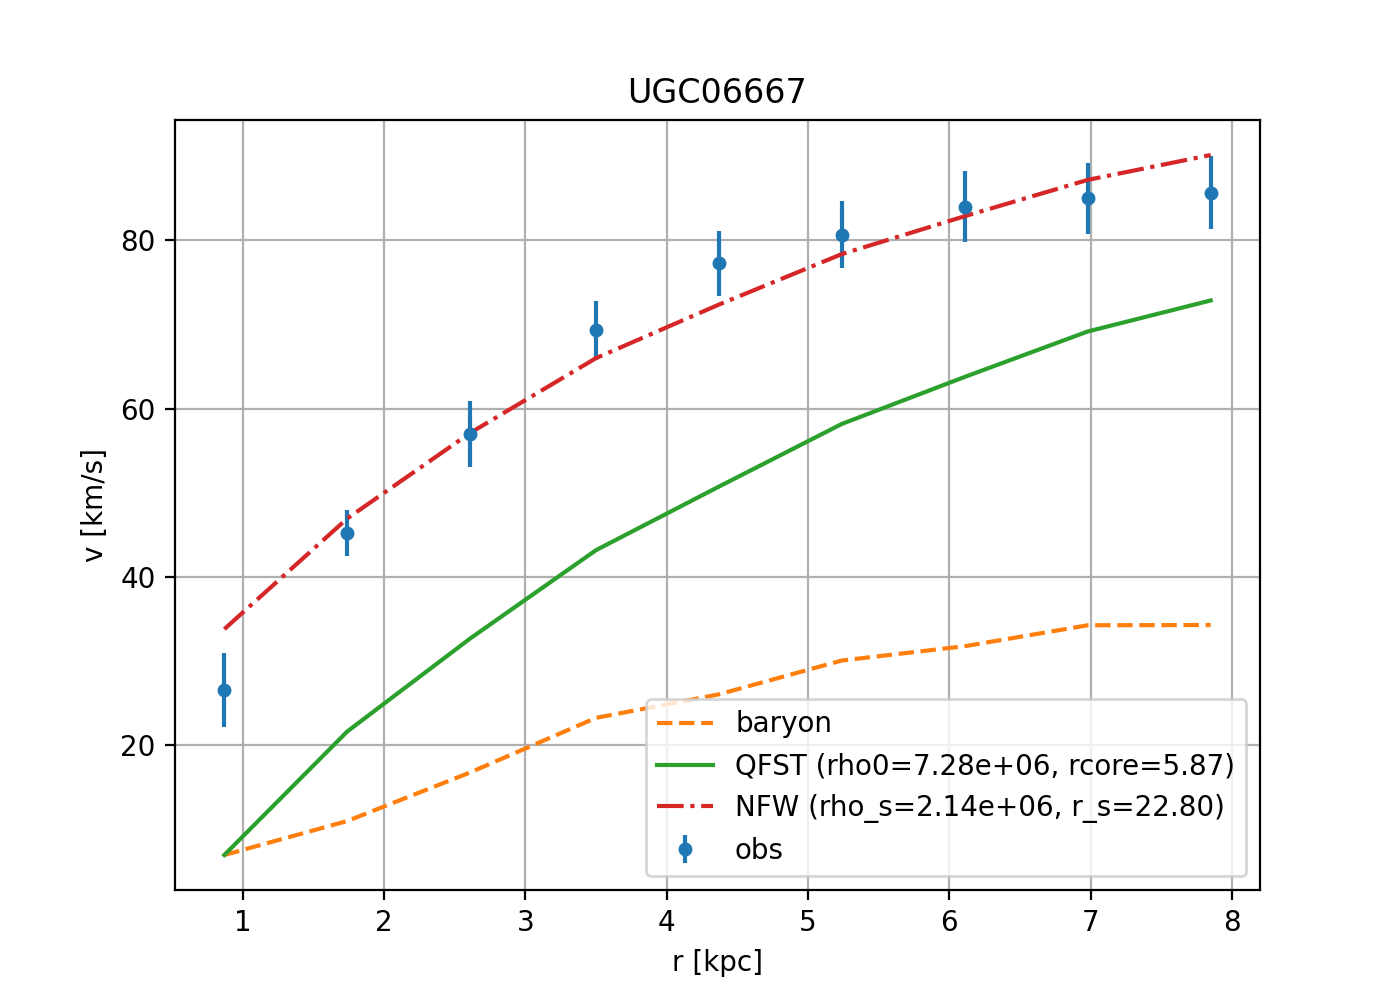 UGC06667
v [km/s]
80
60
40
20
baryon
QFST (rho0=7.28e+06, rcore=5.87)
NFW (rho_s=2.14e+06, r_s=22.80)
obs
1 2 3 4 5 6 7 8
r [kpc]